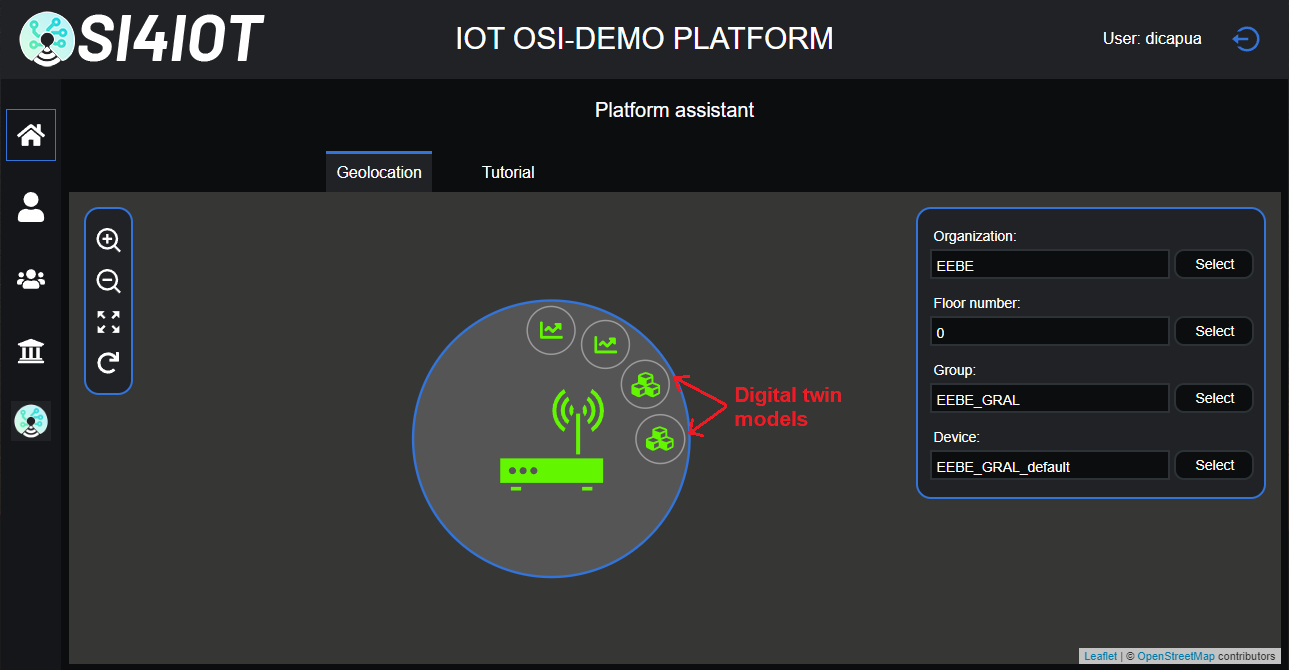 SI4IOT
IOT OSI-DEMO PLATFORM
User: dicapua
Platform assistant
Geolocation
Tutorial
Organization:
EEBE
Select
Floor number:
0
Select
Group:
EEBE_GRAL
Select
Device:
EEBE_GRAL_default
Select
Digital twin
models
Leaflet | © OpenStreetMap contributors